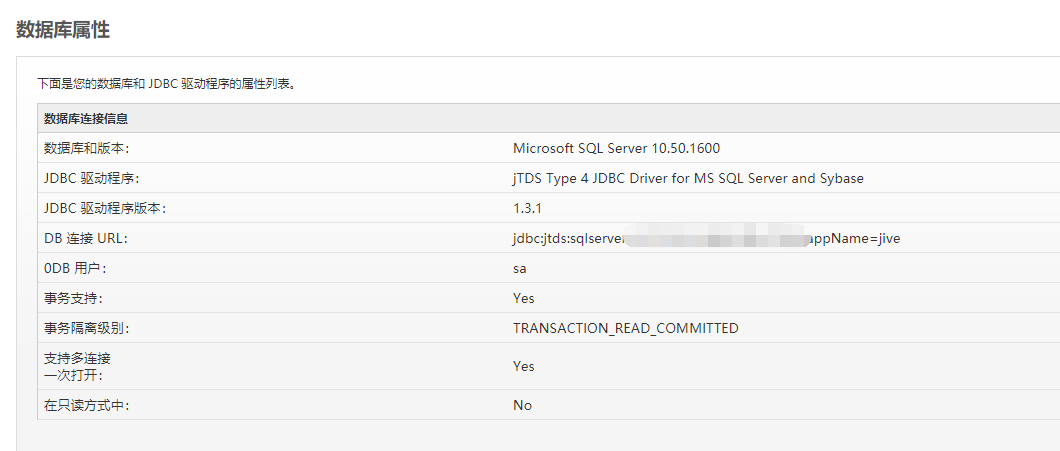 数据库属性
下面是您的数据库和 JDBC 驱动程序的属性列表。
数据库连接信息
数据库和版本: Microsoft SQL Server 10.50.1600
JDBC 驱动程序: jTDS Type 4 JDBC Driver for MS SQL Server and Sybase
JDBC 驱动程序版本: 1.3.1
DB 连接 URL: jdbc:jtds:sqlserver appName=jive
0DB 用户: sa
事务支持: Yes
事务隔离级别: TRANSACTION_READ_COMMITTED
支持多连接
一次打开: Yes
在只读方式中: No